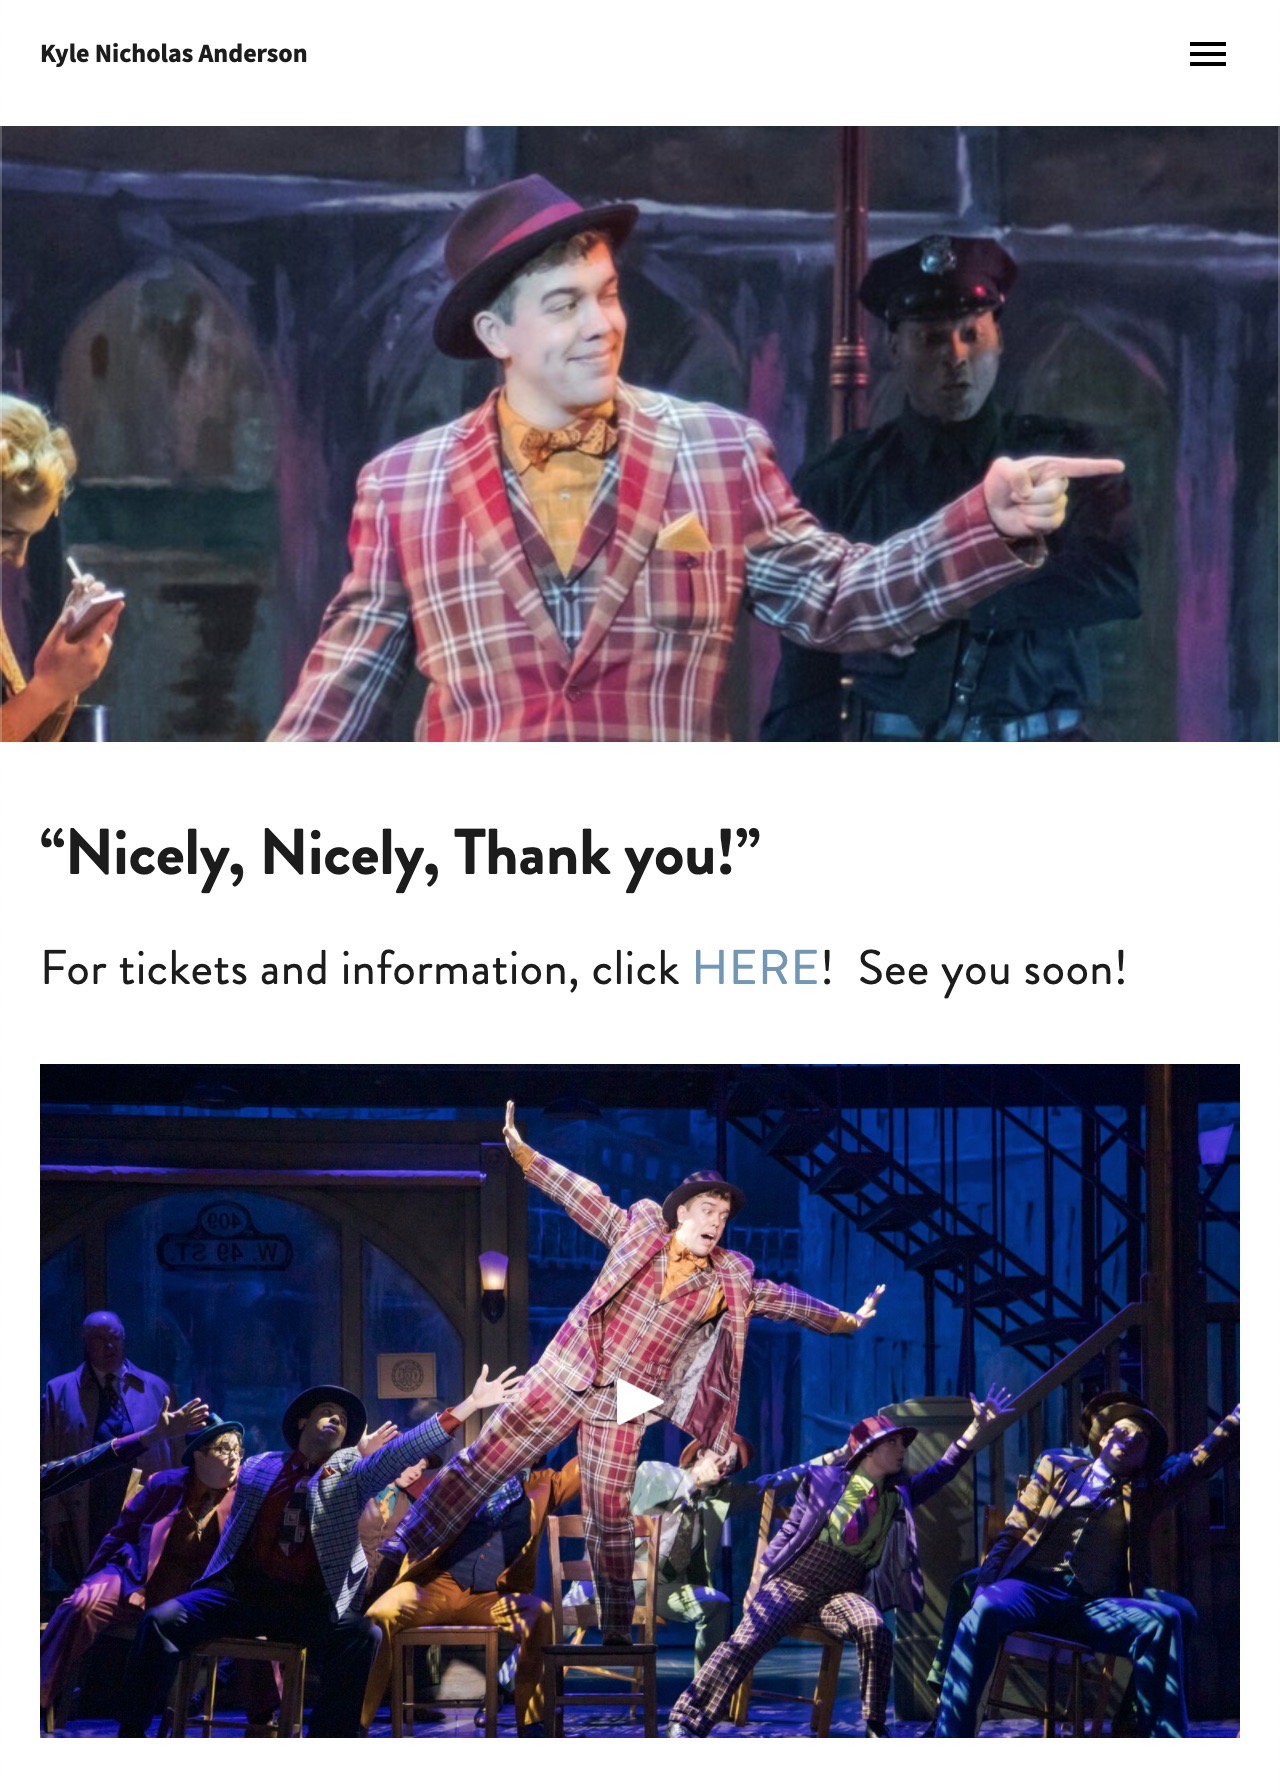 Kyle Nicholas Anderson
“Nicely, Nicely, Thank you!”
For tickets and information, click HERE!  See you soon!
409
W. 49 ST.